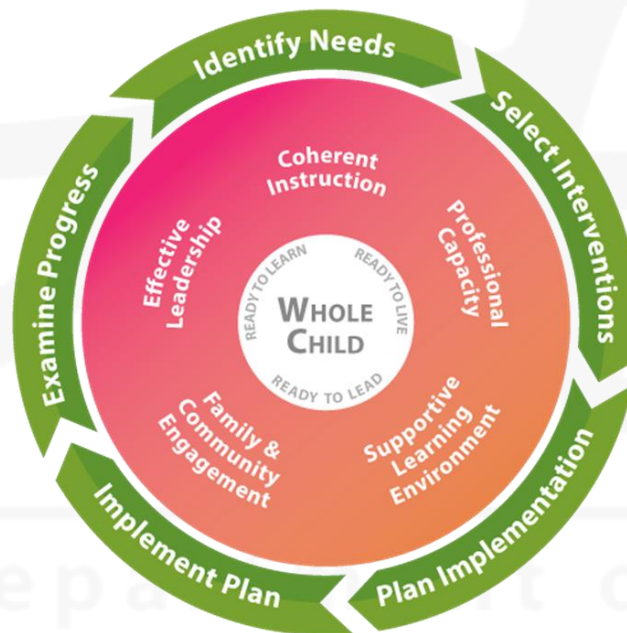 Identify Needs
Select Interventions
Plan Implementation
Implement Plan
Examine Progress
Coherent
Instruction
Professional
Capacity
Supportive
Learning
Environment
Family &
Community
Engagement
Effective
Leadership
READY TO LEARN
READY TO LIVE
READY TO LEAD
WHOLE
CHILD